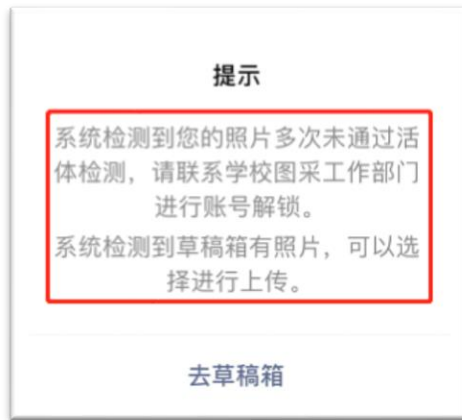 提示
系统检测到您的照片多次未通过活
体检测，请联系学校图采工作部门
进行账号解锁。
系统检测到草稿箱有照片，可以选
择进行上传。
去草稿箱